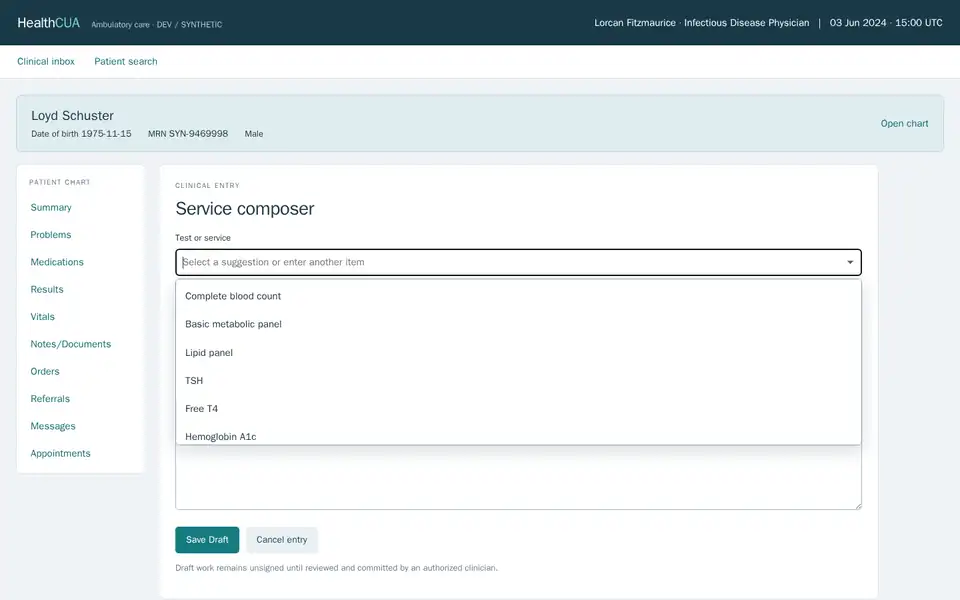 HealthCUA Ambulatory care · DEV / SYNTHETIC
Lorcan Fitzmaurice · Infectious Disease Physician | 03 Jun 2024 · 15:00 UTC
Clinical inbox Patient search
Loyd Schuster
Date of birth 1975-11-15 MRN SYN-9469998 Male
Open chart
PATIENT CHART
Summary
Problems
Medications
Results
Vitals
Notes/Documents
Orders
Referrals
Messages
Appointments
CLINICAL ENTRY
Service composer
Test or service
Select a suggestion or enter another item
Complete blood count
Basic metabolic panel
Lipid panel
TSH
Free T4
Hemoglobin A1c
Save Draft Cancel entry
Draft work remains unsigned until reviewed and committed by an authorized clinician.